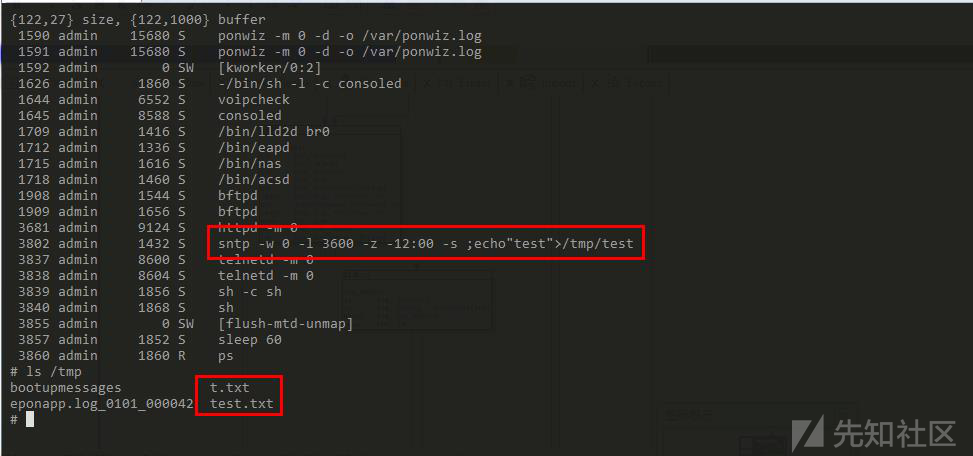 {122,27} size, {122,1000} buffer
1590 admin 15680 S ponwiz -m 0 -d -o /var/ponwiz.log
1591 admin 15680 S ponwiz -m 0 -d -o /var/ponwiz.log
1592 admin 0 SW [kworker/0:2]
1626 admin 1860 S -/bin/sh -l -c consoled
1644 admin 6552 S voipcheck
1645 admin 8588 S consoled
1709 admin 1416 S /bin/lld2d br0
1712 admin 1336 S /bin/eapd
1715 admin 1616 S /bin/nas
1718 admin 1460 S /bin/acsd
1908 admin 1544 S bftpd
1909 admin 1656 S bftpd
3681 admin 9124 S httpd -m 0
3802 admin 1432 S sntp -w 0 -l 3600 -z -12:00 -s ;echo"test">/tmp/test
3837 admin 8600 S telnetd -m 0
3838 admin 8604 S telnetd -m 0
3839 admin 1856 S sh -c sh
3840 admin 1868 S sh
3855 admin 0 SW [flush-mtd-unmap]
3857 admin 1852 S sleep 60
3860 admin 1860 R ps
# ls /tmp
bootupmessages t.txt
eponapp.log_0101_000042 test.txt
#
先知社区